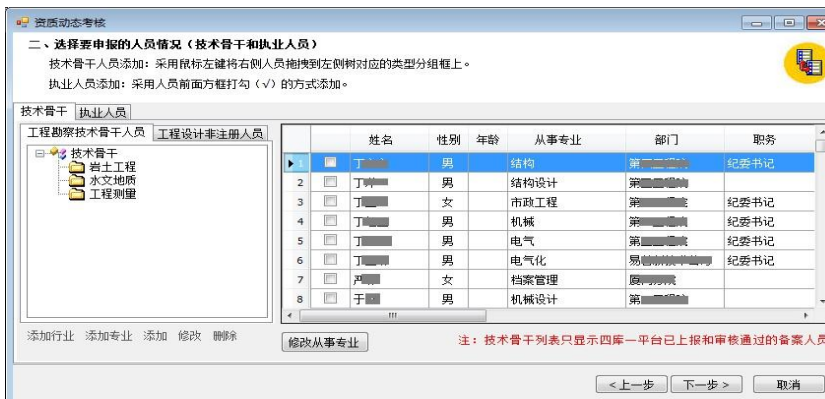 资质动态考核
二、选择要申报的人员情况（技术骨干和执业人员）
技术骨干人员添加：采用鼠标左键将右侧人员拖拽到左侧树对应的类型分组框上。
执业人员添加：采用人员前面方框打勾（√）的方式添加。
技术骨干 执业人员
工程勘察技术骨干人员 工程设计非注册人员
技术骨干
岩土工程
水文地质
工程测量
添加行业 添加专业 添加 修改 删除
姓名 性别 年龄 从事专业 部门 职务
1 丁 男 结构 第 纪委书记
2 丁 男 结构设计 第
3 丁 女 市政工程 第 纪委书记
4 丁 男 机械 第 纪委书记
5 丁 男 电气 第 纪委书记
6 丁 男 电气化 易 纪委书记
7 严 女 档案管理 厦
8 于 男 机械设计 第
修改从事专业 注：技术骨干列表只显示四库一平台已上报和审核通过的备案人员
<上一步 下一步> 取消